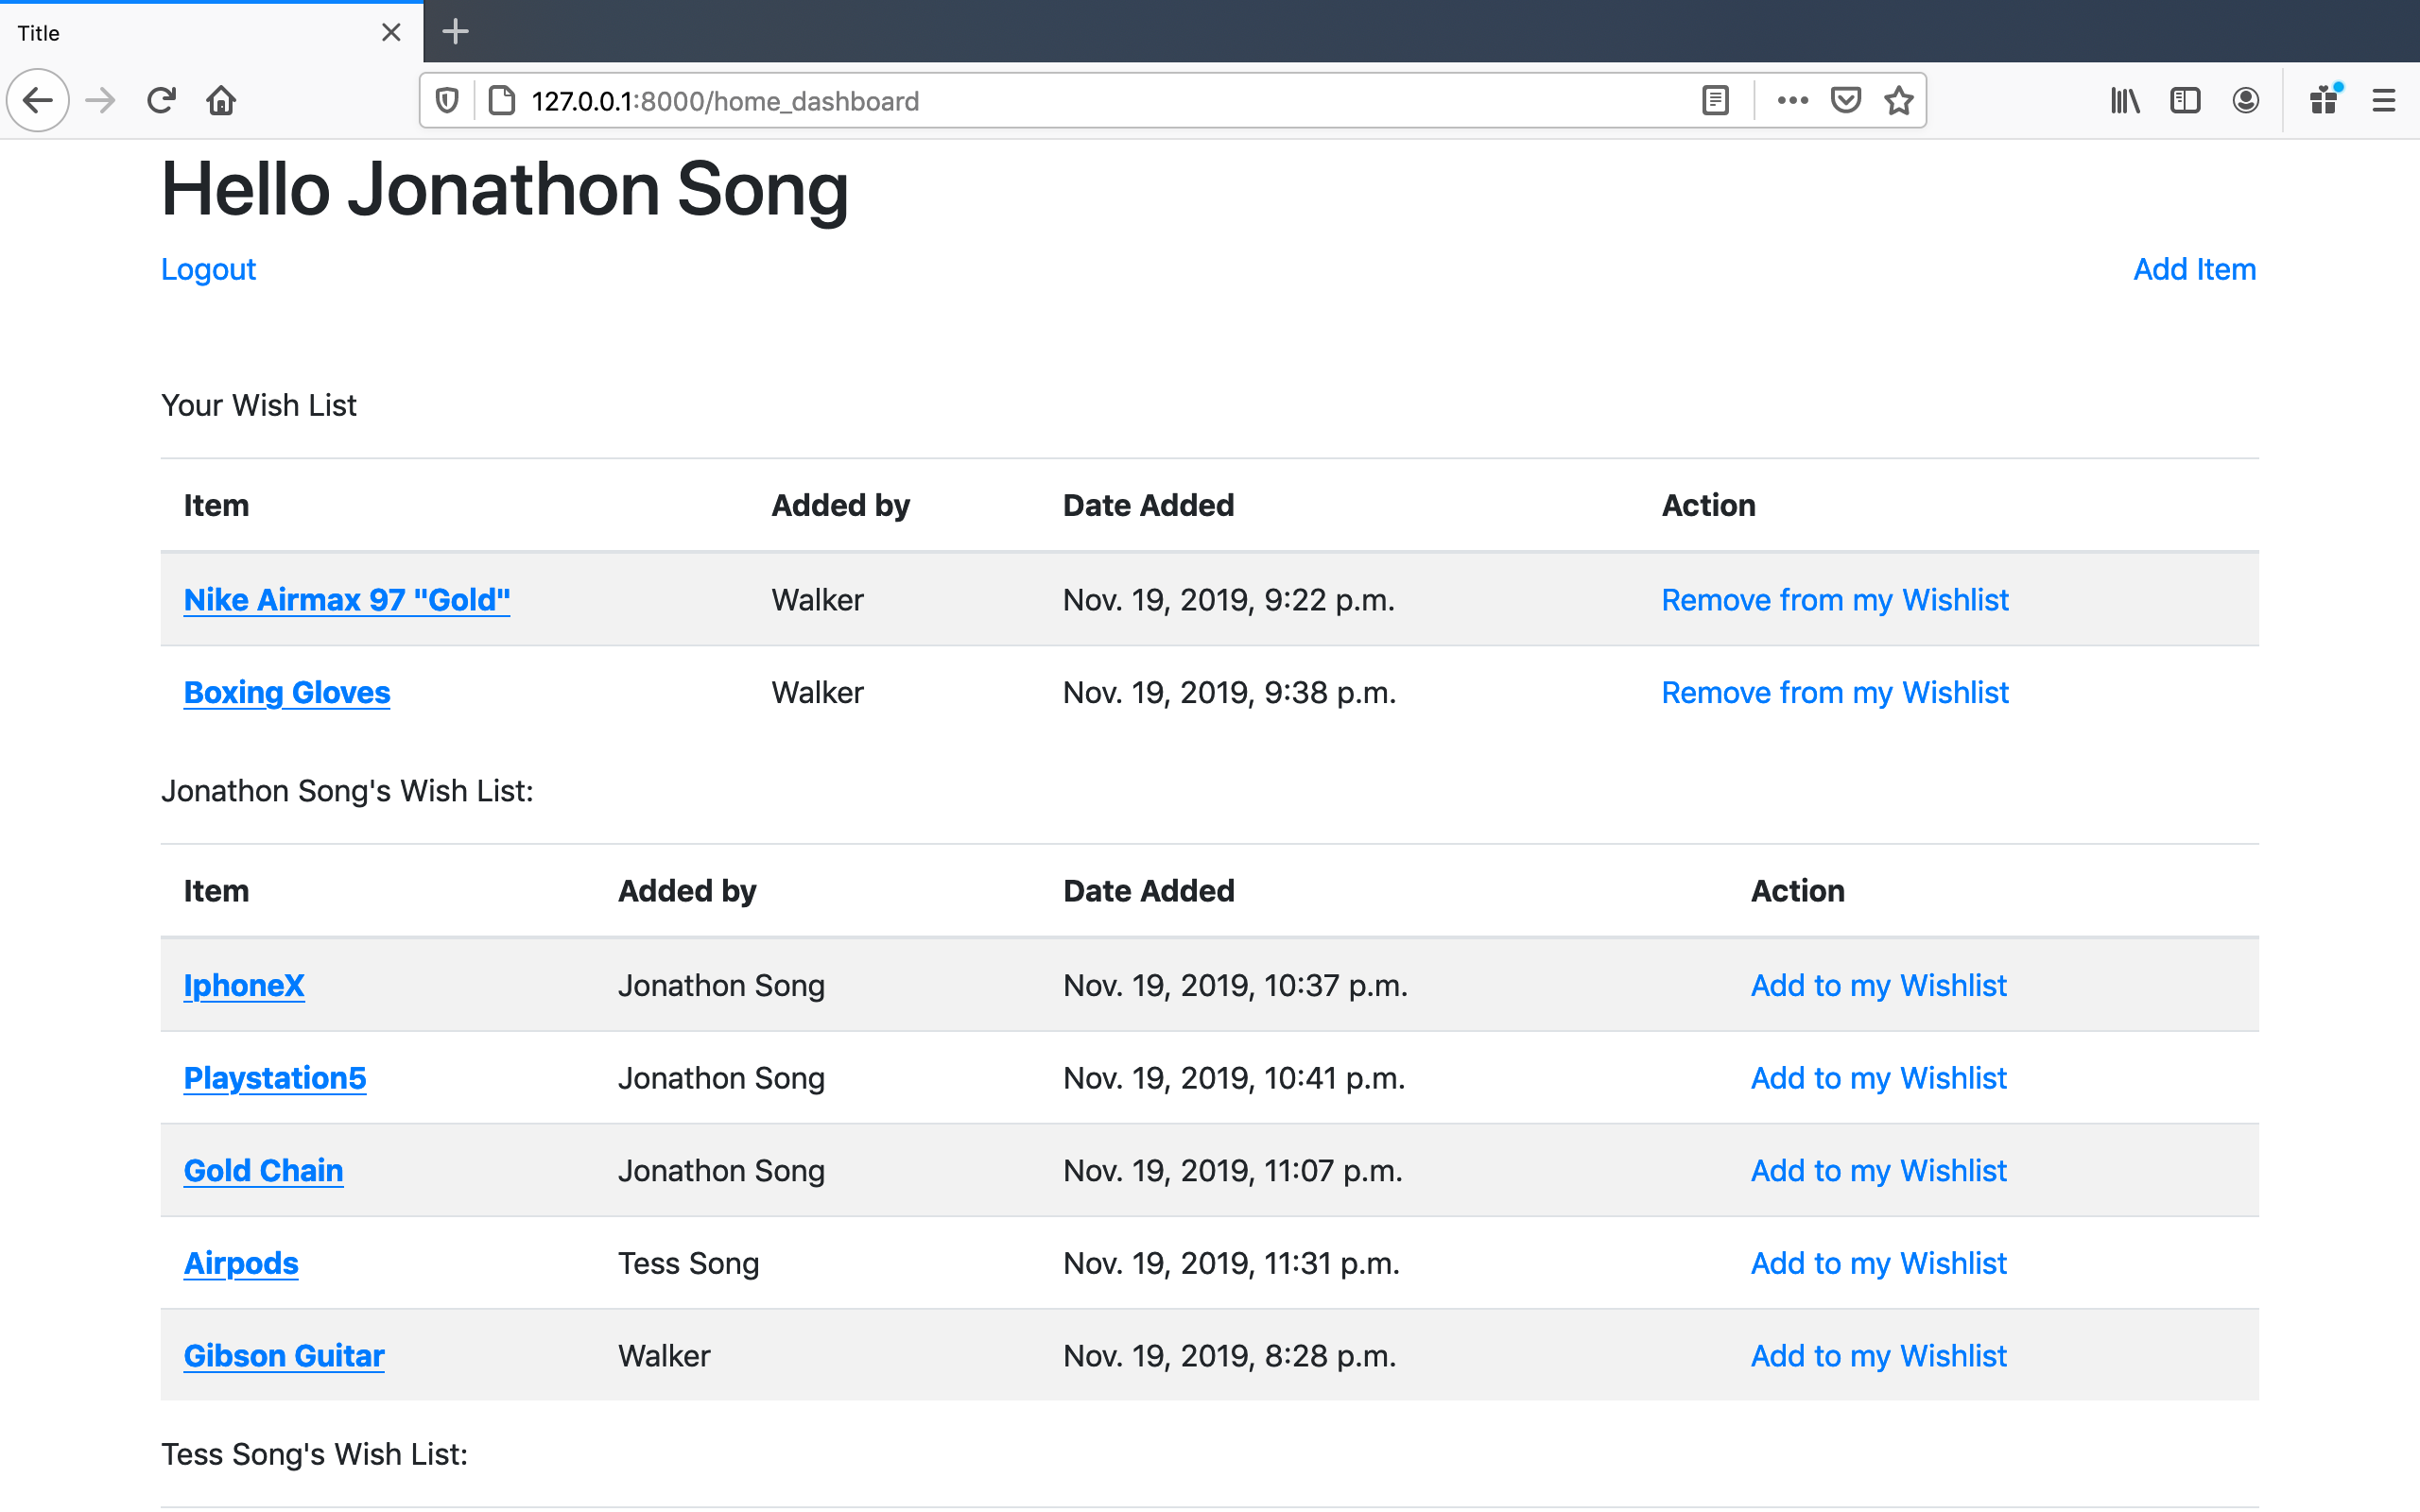 Title
127.0.0.1:8000/home_dashboard
Hello Jonathon Song
Logout Add Item
Your Wish List
Item Added by Date Added Action
Nike Airmax 97 "Gold" Walker Nov. 19, 2019, 9:22 p.m. Remove from my Wishlist
Boxing Gloves Walker Nov. 19, 2019, 9:38 p.m. Remove from my Wishlist
Jonathon Song's Wish List:
Item Added by Date Added Action
IphoneX Jonathon Song Nov. 19, 2019, 10:37 p.m. Add to my Wishlist
Playstation5 Jonathon Song Nov. 19, 2019, 10:41 p.m. Add to my Wishlist
Gold Chain Jonathon Song Nov. 19, 2019, 11:07 p.m. Add to my Wishlist
Airpods Tess Song Nov. 19, 2019, 11:31 p.m. Add to my Wishlist
Gibson Guitar Walker Nov. 19, 2019, 8:28 p.m. Add to my Wishlist
Tess Song's Wish List: